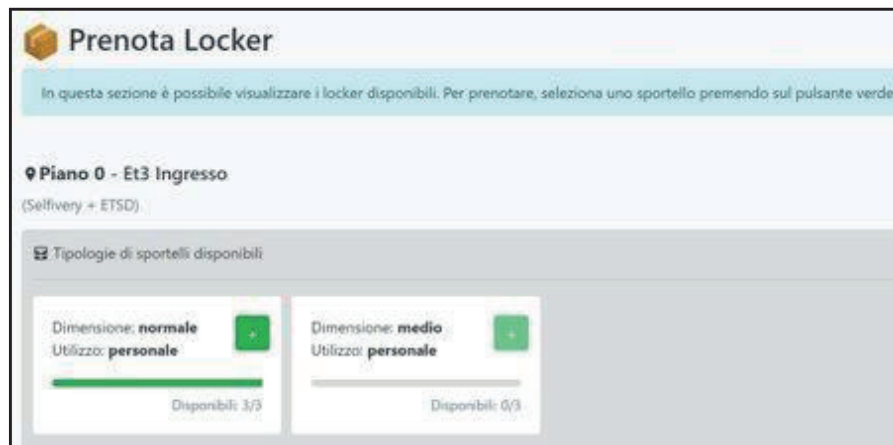 Prenota Locker
In questa sezione è possibile visualizzare i locker disponibili. Per prenotare, seleziona uno sportello premendo sul pulsante verde
Piano 0 - Et3 Ingresso
(Selfivery + ETSD)
Tipologie di sportelli disponibili
Dimensione: normale
Utilizzo: personale
+
Disponibili: 3/3
Dimensione: medio
Utilizzo: personale
+
Disponibili: 0/3